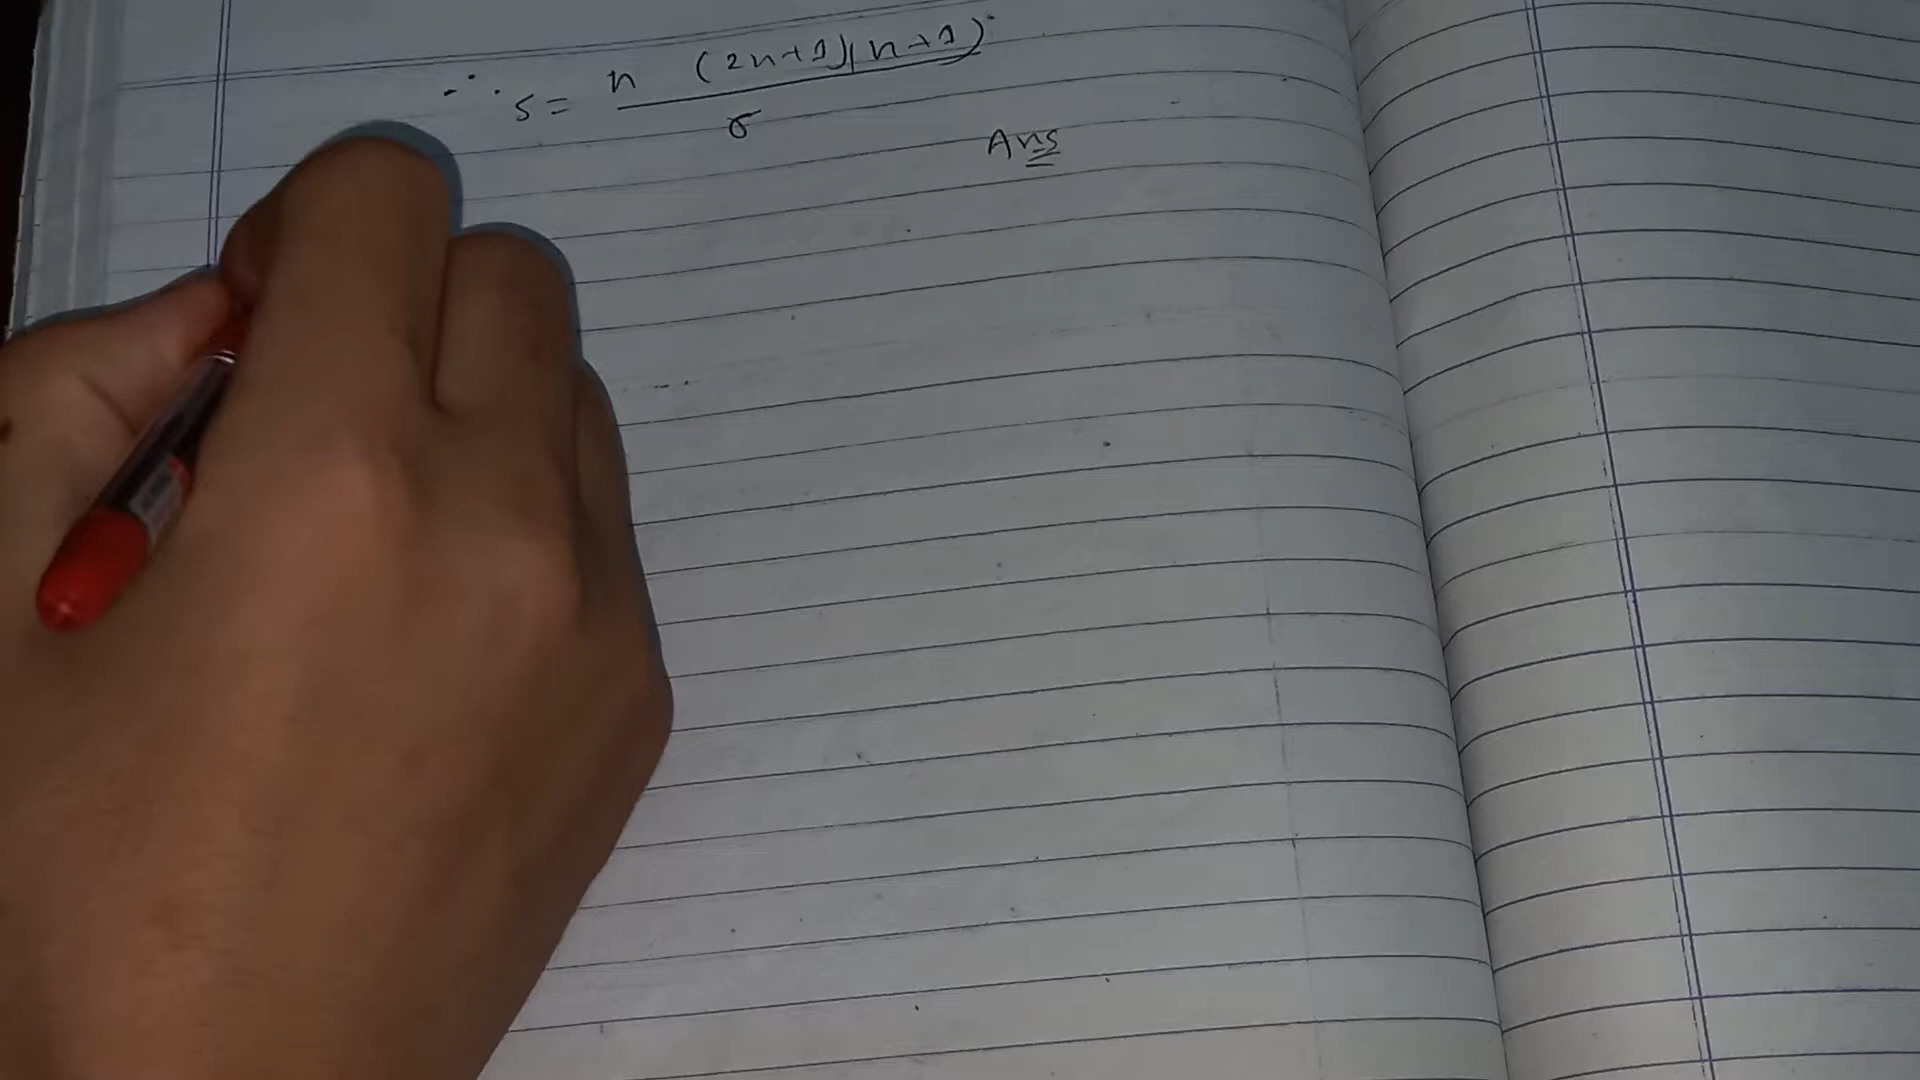 ∴ s = n (2n+1)(n+1) / 6
Ans